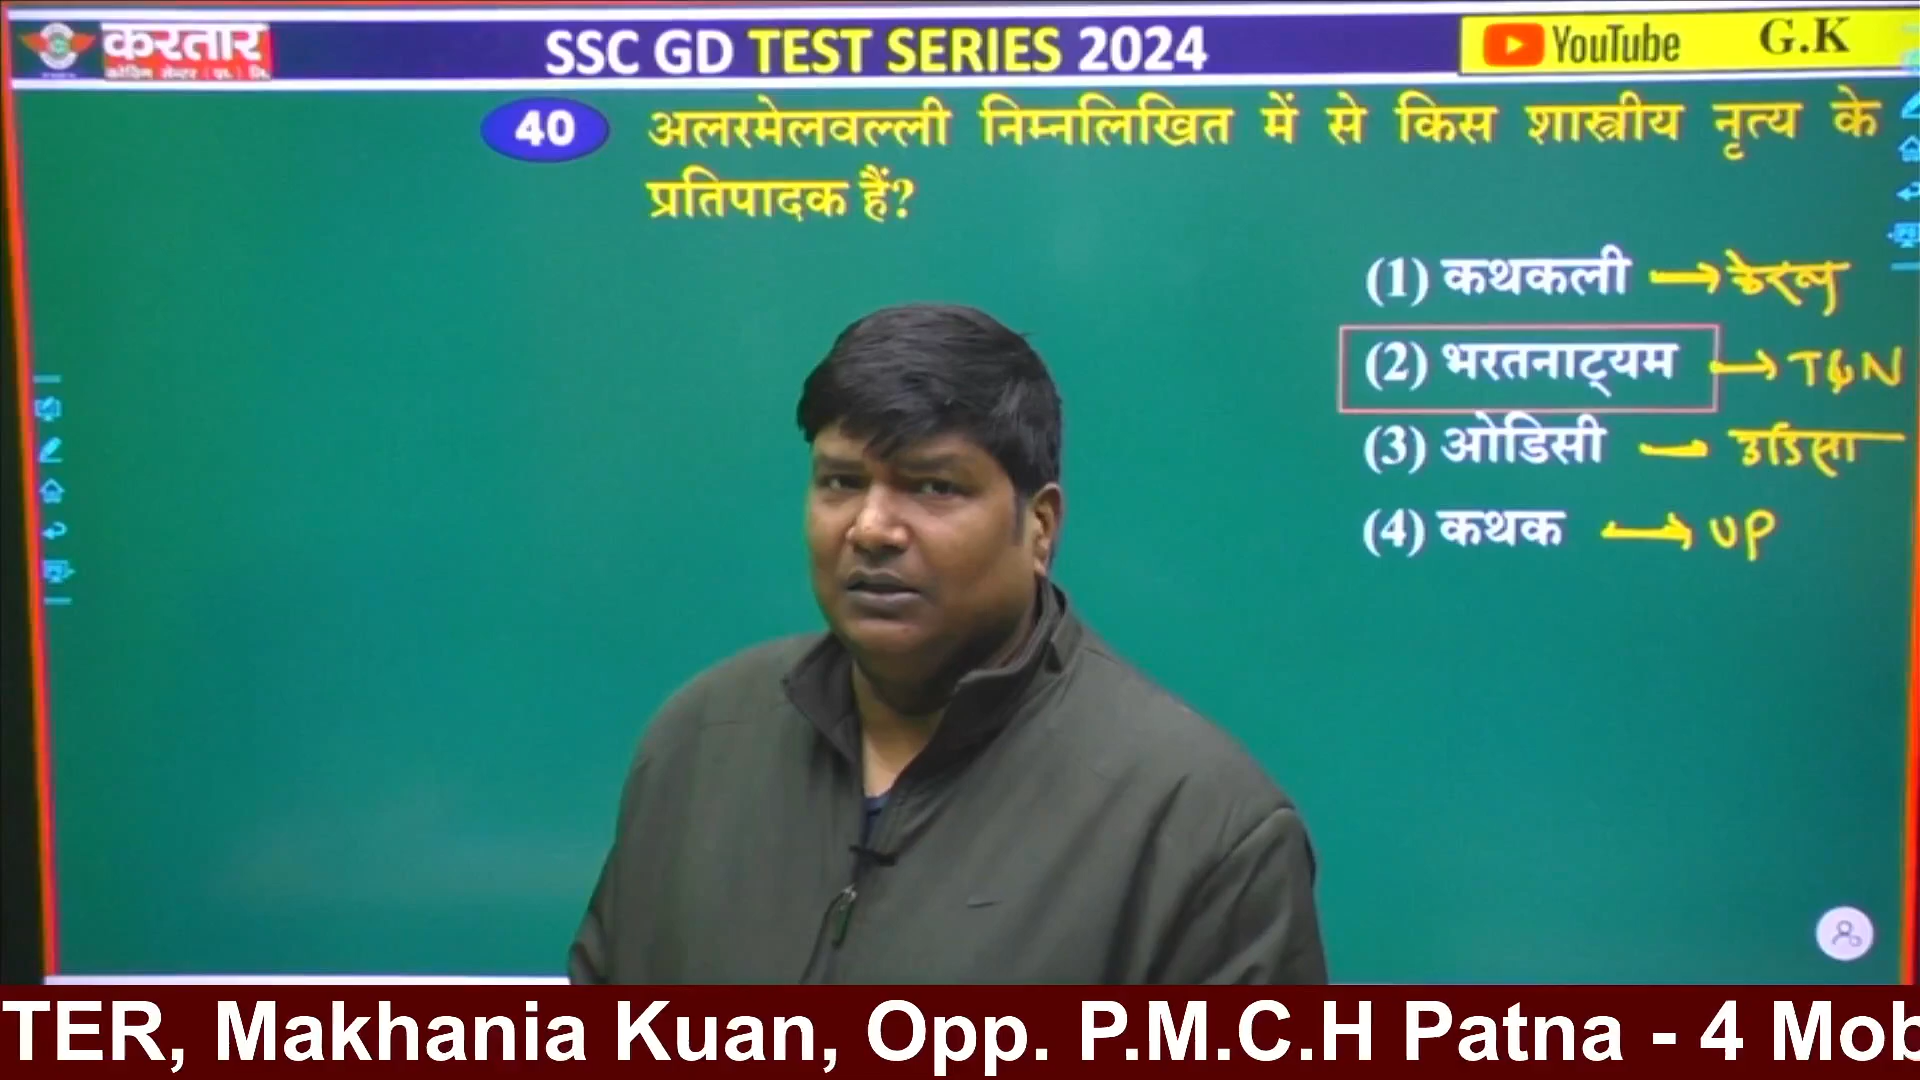 करतार
कोचिंग सेन्टर (प्रा.) लि.
SSC GD TEST SERIES 2024
YouTube G.K
40 अलरमेलवल्ली निम्नलिखित में से किस शास्त्रीय नृत्य के
प्रतिपादक हैं?
(1) कथकली → केरल
(2) भरतनाट्यम → T&N
(3) ओडिसी – उडिसा
(4) कथक → UP
TER, Makhania Kuan, Opp. P.M.C.H Patna - 4 Mob